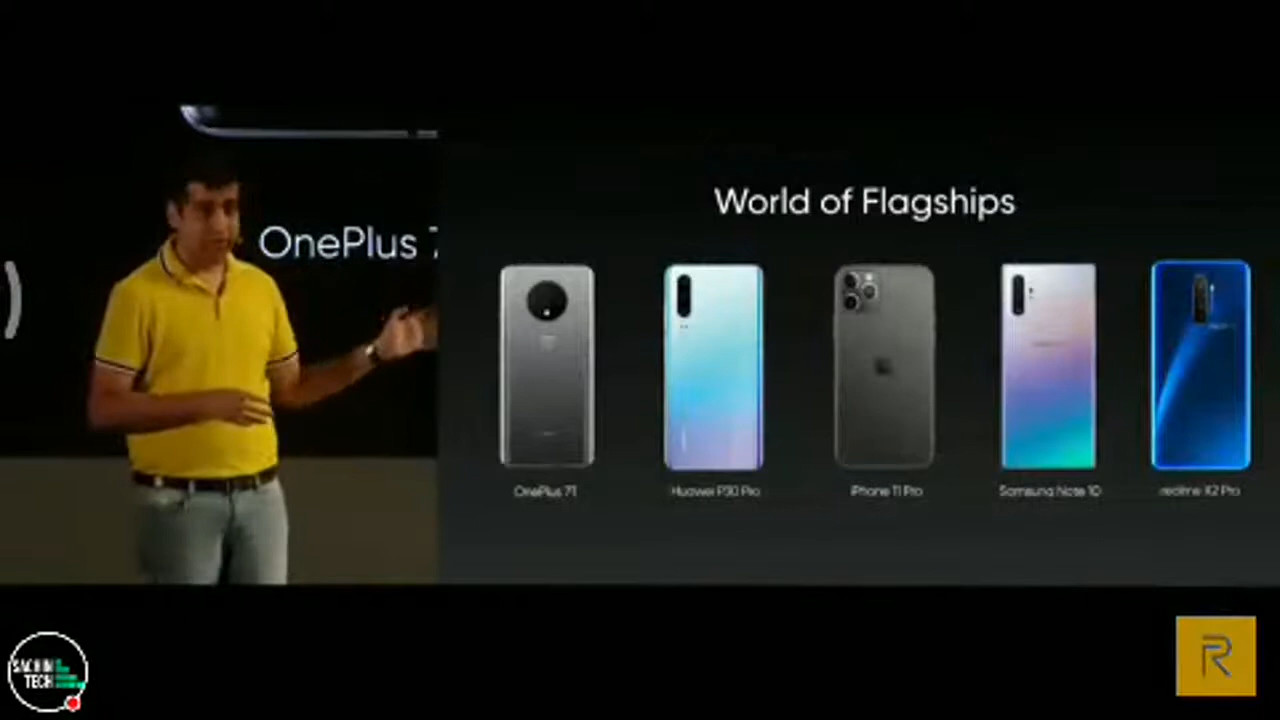 World of Flagships
OnePlus 7
OnePlus 7T
Huawei P30 Pro
iPhone 11 Pro
Samsung Note 10
realme X2 Pro
SACHIN
TECH
R